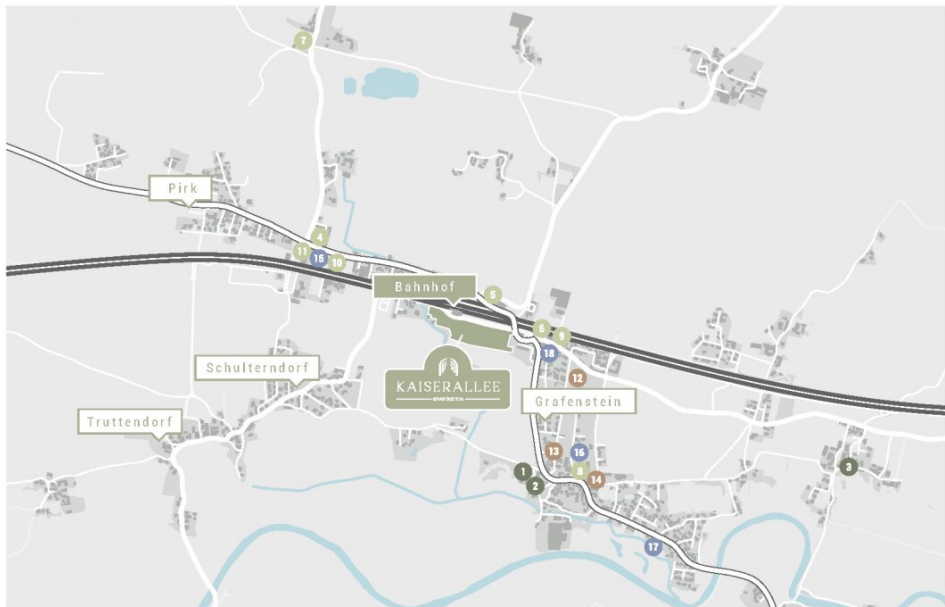 7
Pirk
4
11
15
10
Bahnhof
5
6
9
18
KAISERALLEE
GRAFENSTEIN
12
Schulterndorf
Grafenstein
Truttendorf
13
16
1
2
8
14
3
17